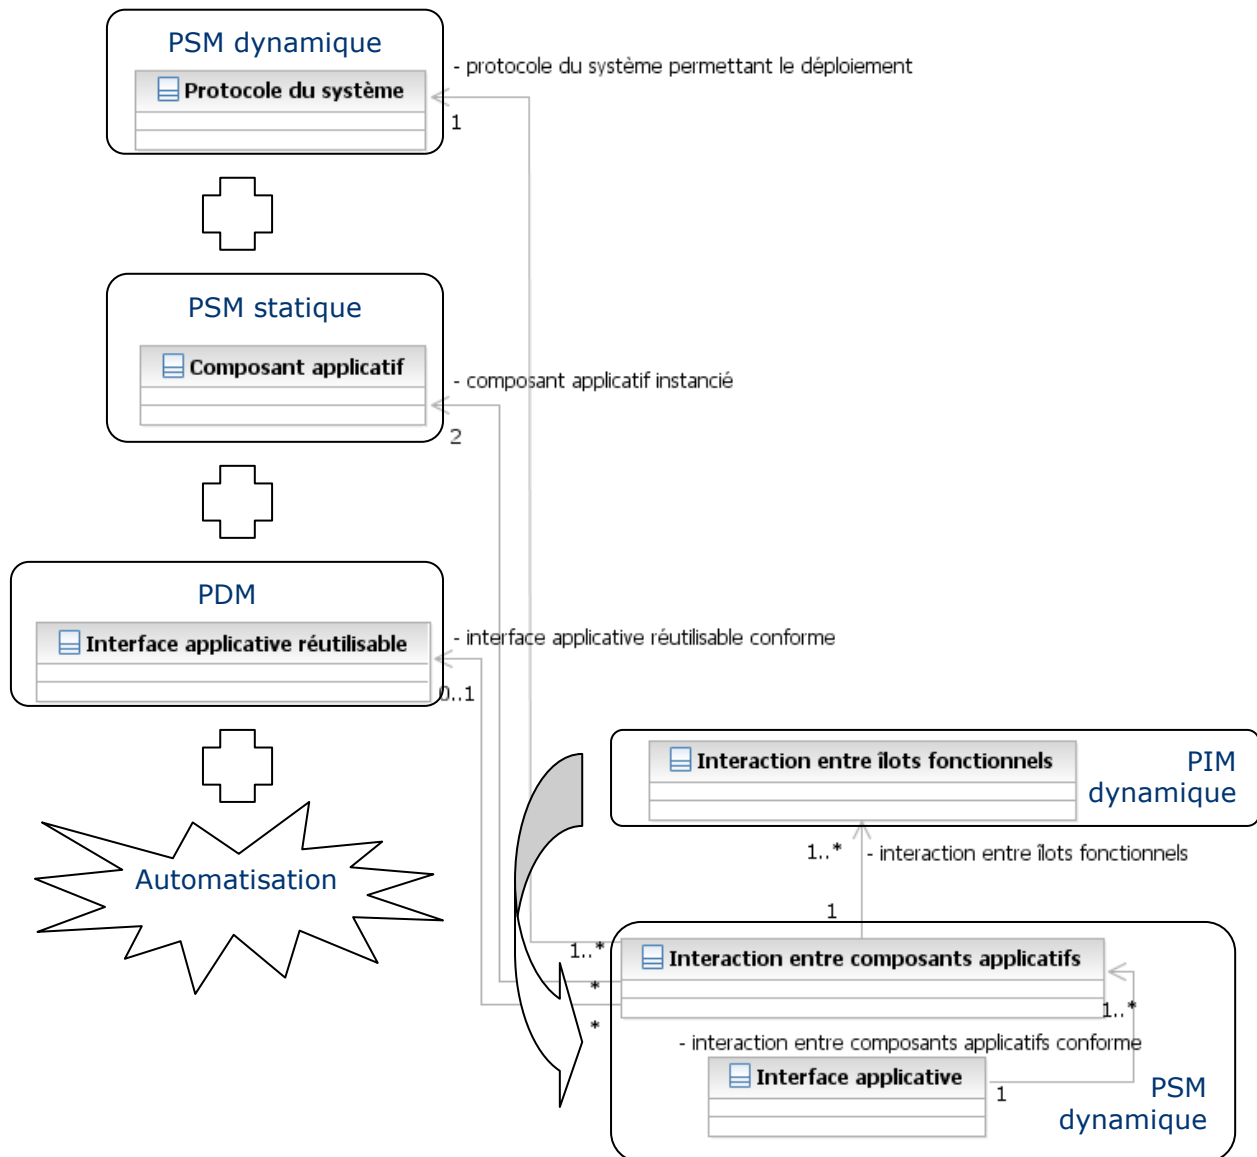 PSM dynamique
Protocole du système
- protocole du système permettant le déploiement
1
PSM statique
Composant applicatif
- composant applicatif instancié
2
PDM
Interface applicative réutilisable
- interface applicative réutilisable conforme
0..1
Automatisation
Interaction entre îlots fonctionnels
PIM
dynamique
1..*
- interaction entre îlots fonctionnels
1
1..*
Interaction entre composants applicatifs
*
*
1..*
- interaction entre composants applicatifs conforme
Interface applicative
1
PSM
dynamique